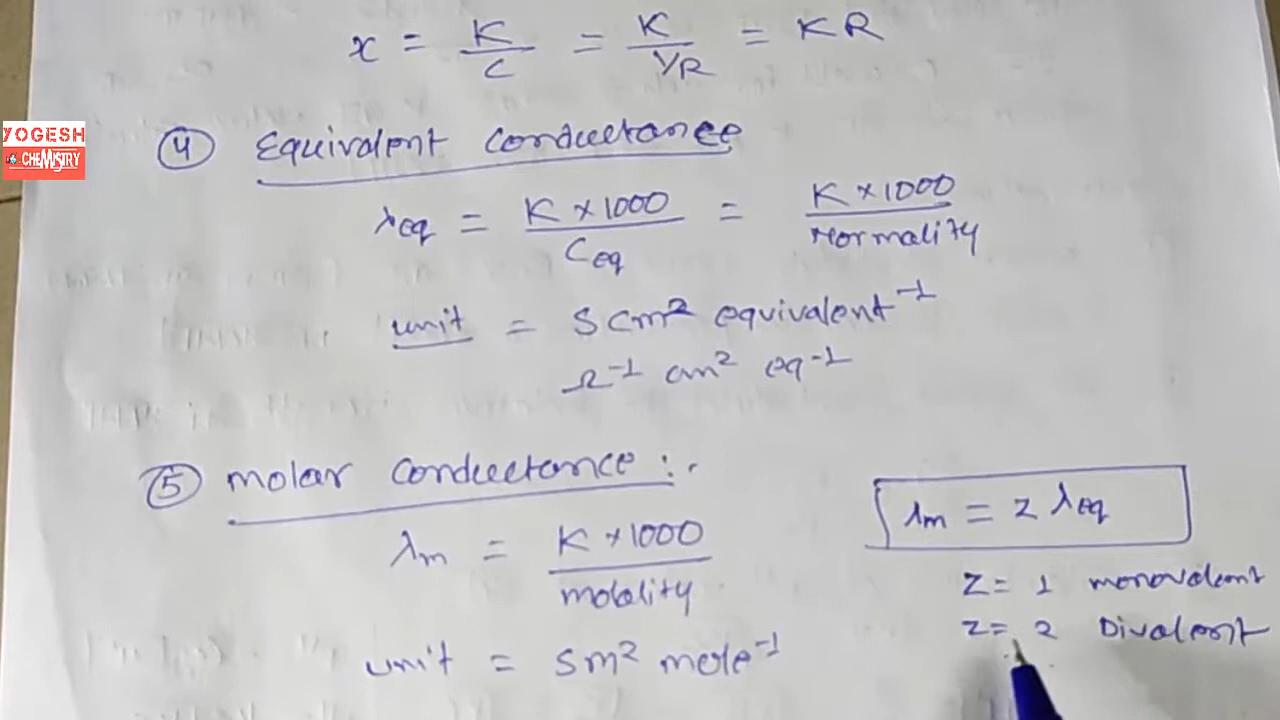 x = K/C = K/1/R = KR
YOGESH
CHEMISTRY
④ Equivalent conductance
λeq = K × 1000/Ceq = K × 1000/Normality
unit = S cm² equivalent⁻¹
Ω⁻¹ cm² eq⁻¹
⑤ molar conductance :-
λm = K × 1000/molality
λm = z λeq
z = 1 monovalent
z = 2 Divalent
unit = Sm² mole⁻¹